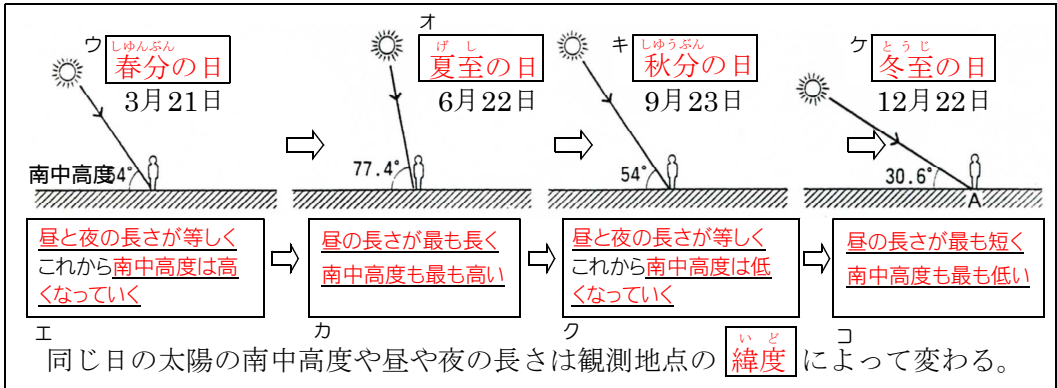 ウ しゅんぶん
春分の日
3月21日
オ げし
夏至の日
6月22日
キ しゅうぶん
秋分の日
9月23日
ケ とうじ
冬至の日
12月22日
南中高度4°
77.4°
54°
30.6°
A
昼と夜の長さが等しく
これから南中高度は高
くなっていく
昼の長さが最も長く
南中高度も最も高い
昼と夜の長さが等しく
これから南中高度は低
くなっていく
昼の長さが最も短く
南中高度も最も低い
エ
カ
ク
コ
いど
同じ日の太陽の南中高度や昼や夜の長さは観測地点の緯度によって変わる。